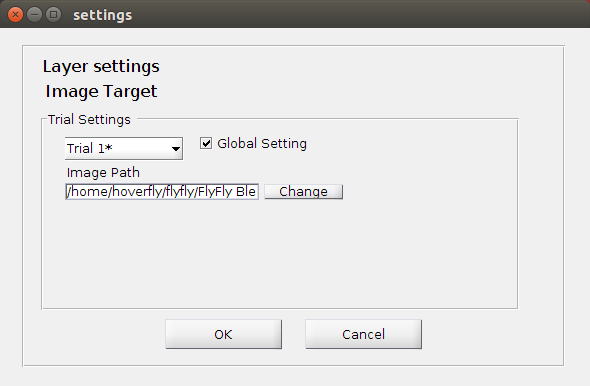 settings
Layer settings
Image Target
Trial Settings
Trial 1*
Global Setting
Image Path
/home/hoverfly/flyfly/FlyFly Ble
Change
OK
Cancel